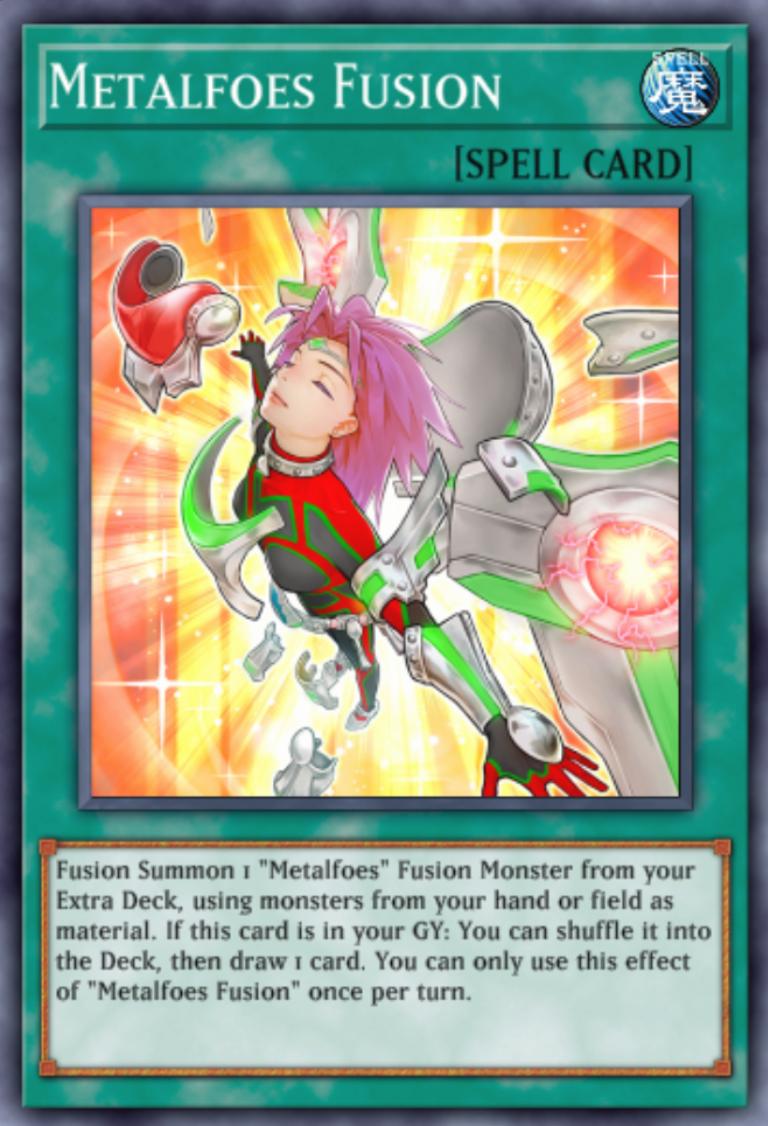 Metalfoes Fusion
SPELL
魔
[SPELL CARD]
Fusion Summon 1 "Metalfoes" Fusion Monster from your
Extra Deck, using monsters from your hand or field as
material. If this card is in your GY: You can shuffle it into
the Deck, then draw 1 card. You can only use this effect
of "Metalfoes Fusion" once per turn.